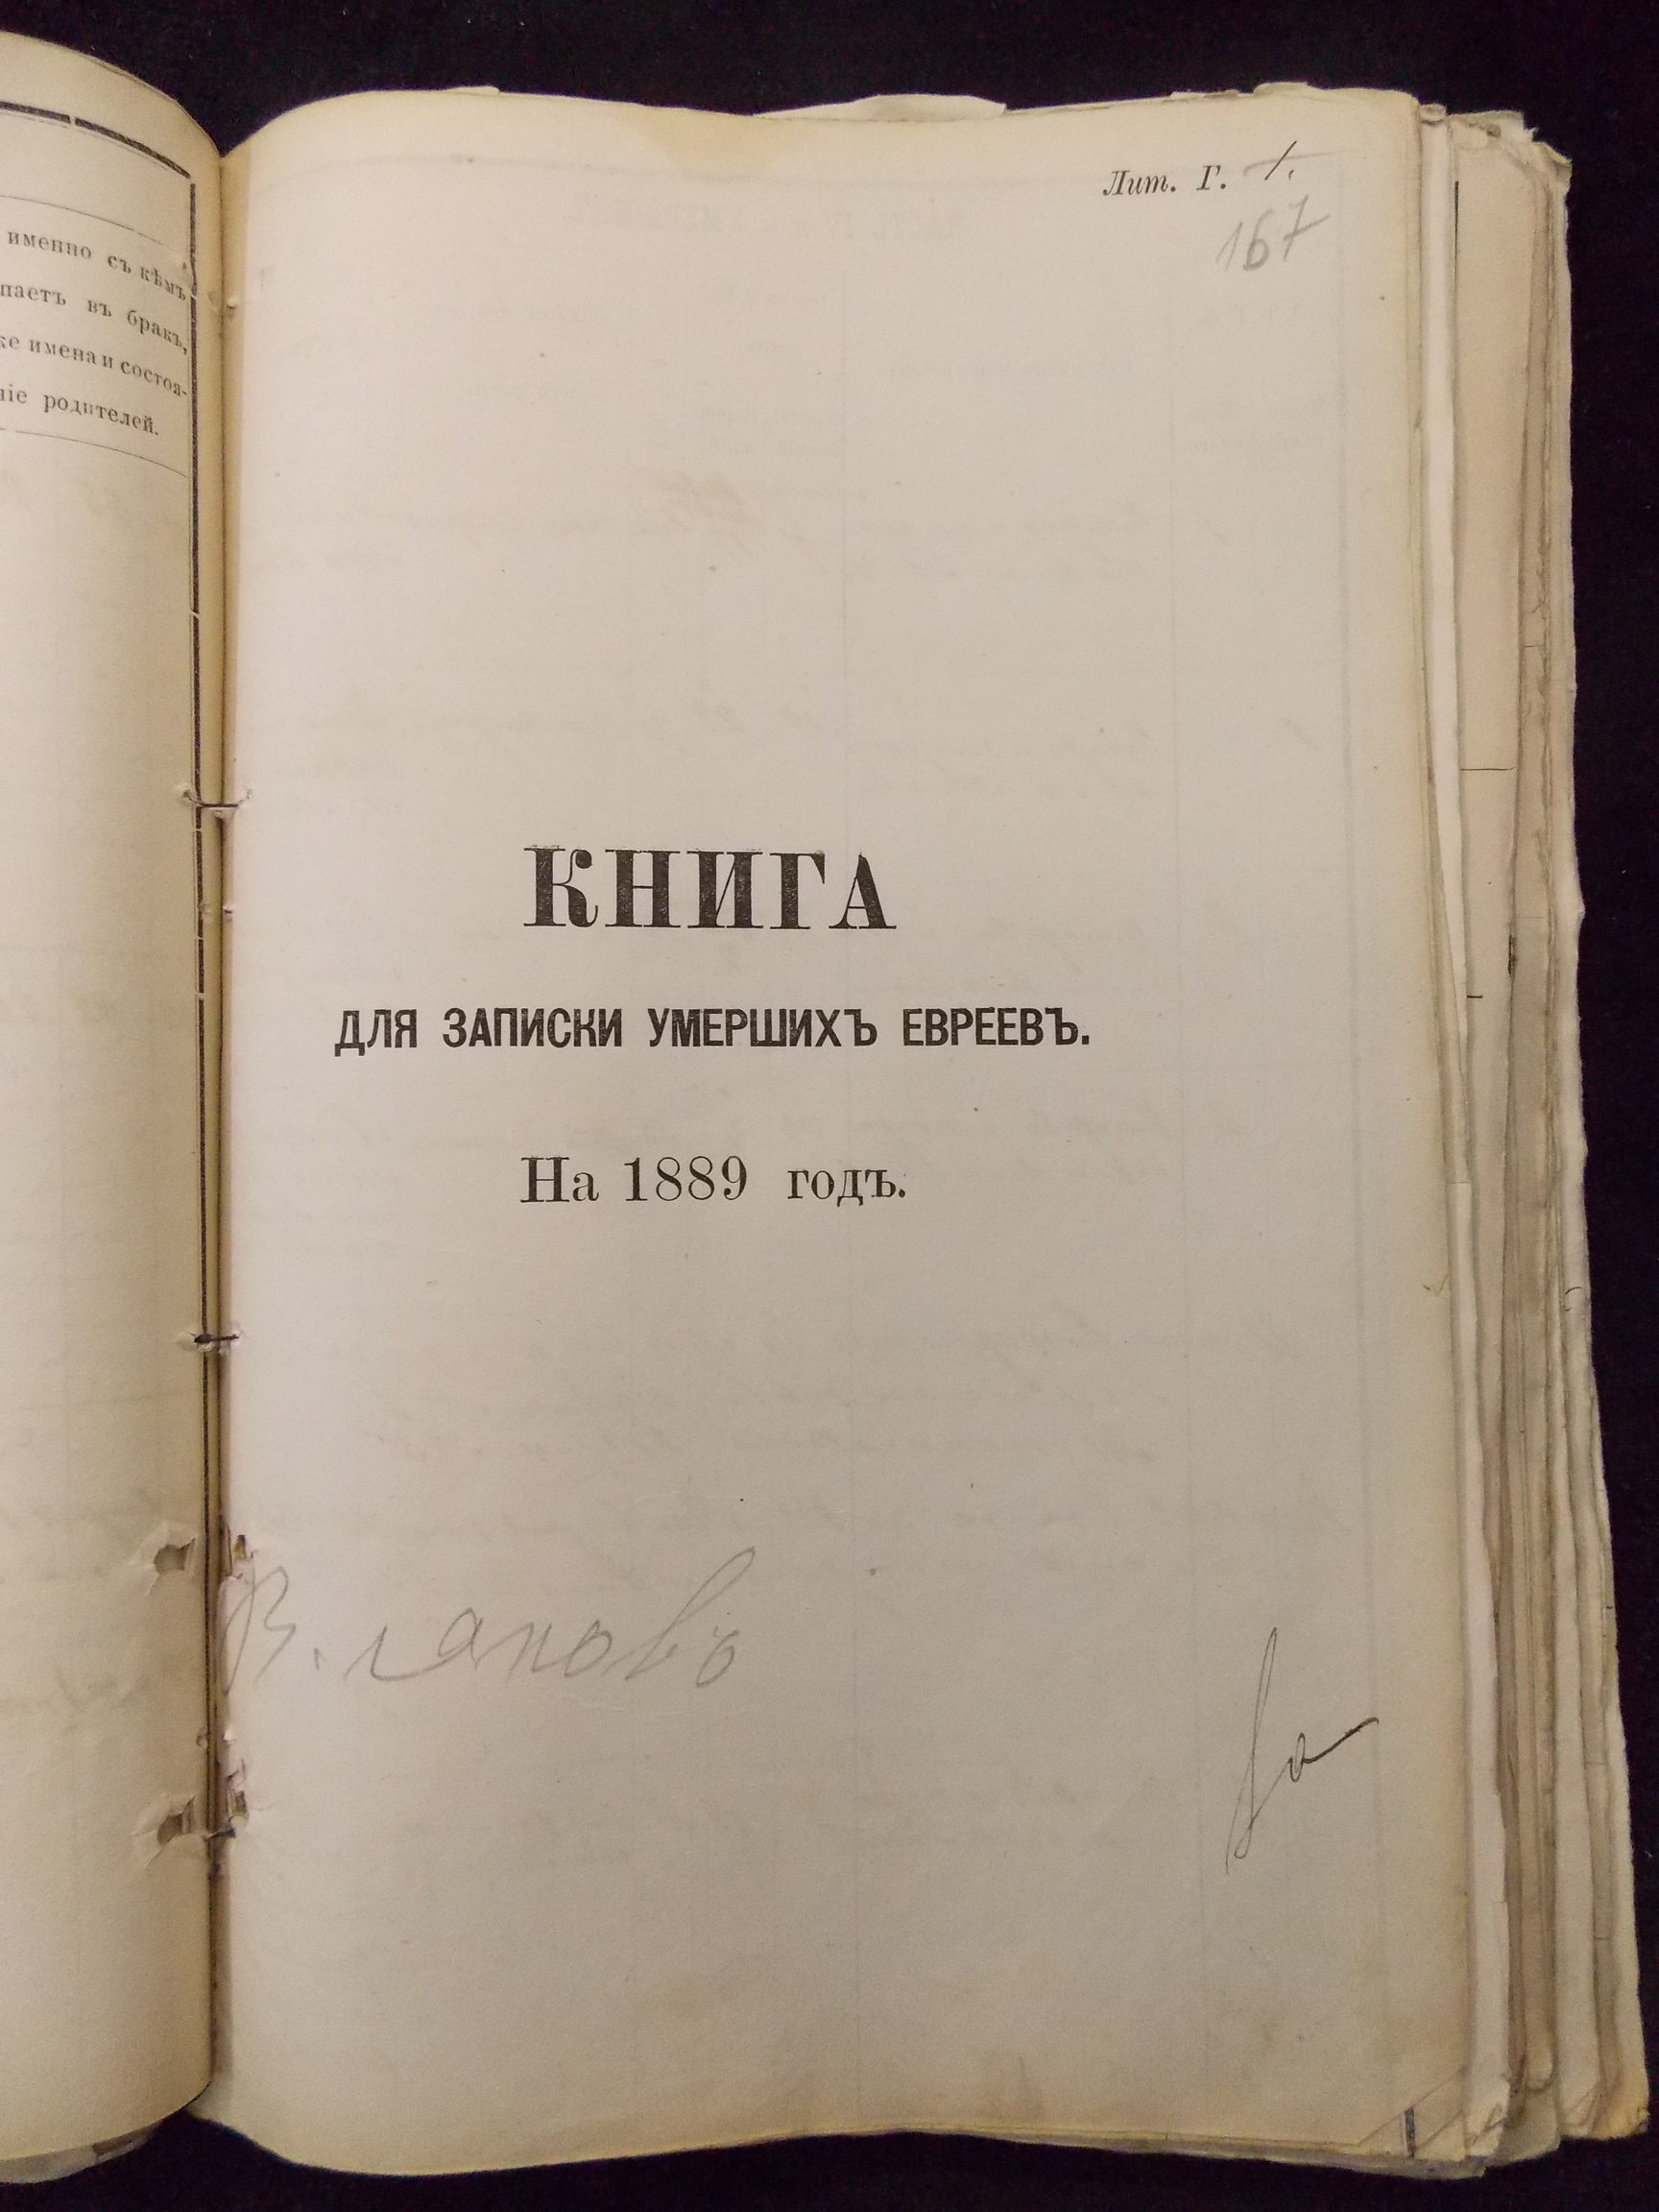 именно съ кѣмъ
паетъ въ бракъ,
же имена и состоя-
ніе родителей.
Лит. Г. 1.
167
КНИГА
ДЛЯ ЗАПИСКИ УМЕРШИХЪ ЕВРЕЕВЪ.
На 1889 годъ.